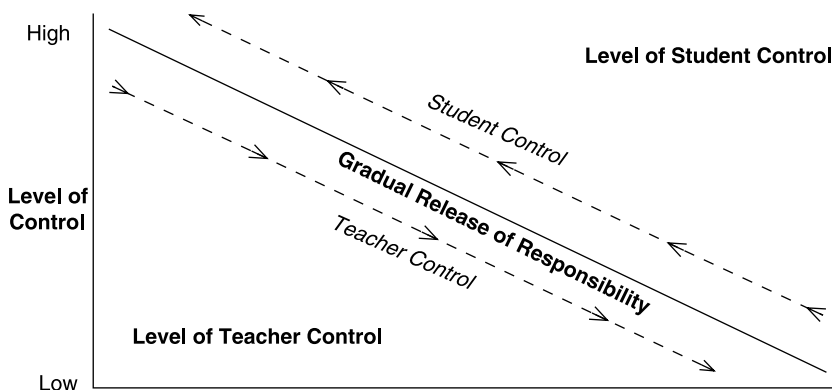 High
Level of Student Control
Student Control
Gradual Release of Responsibility
Level of
Control
Teacher Control
Level of Teacher Control
Low